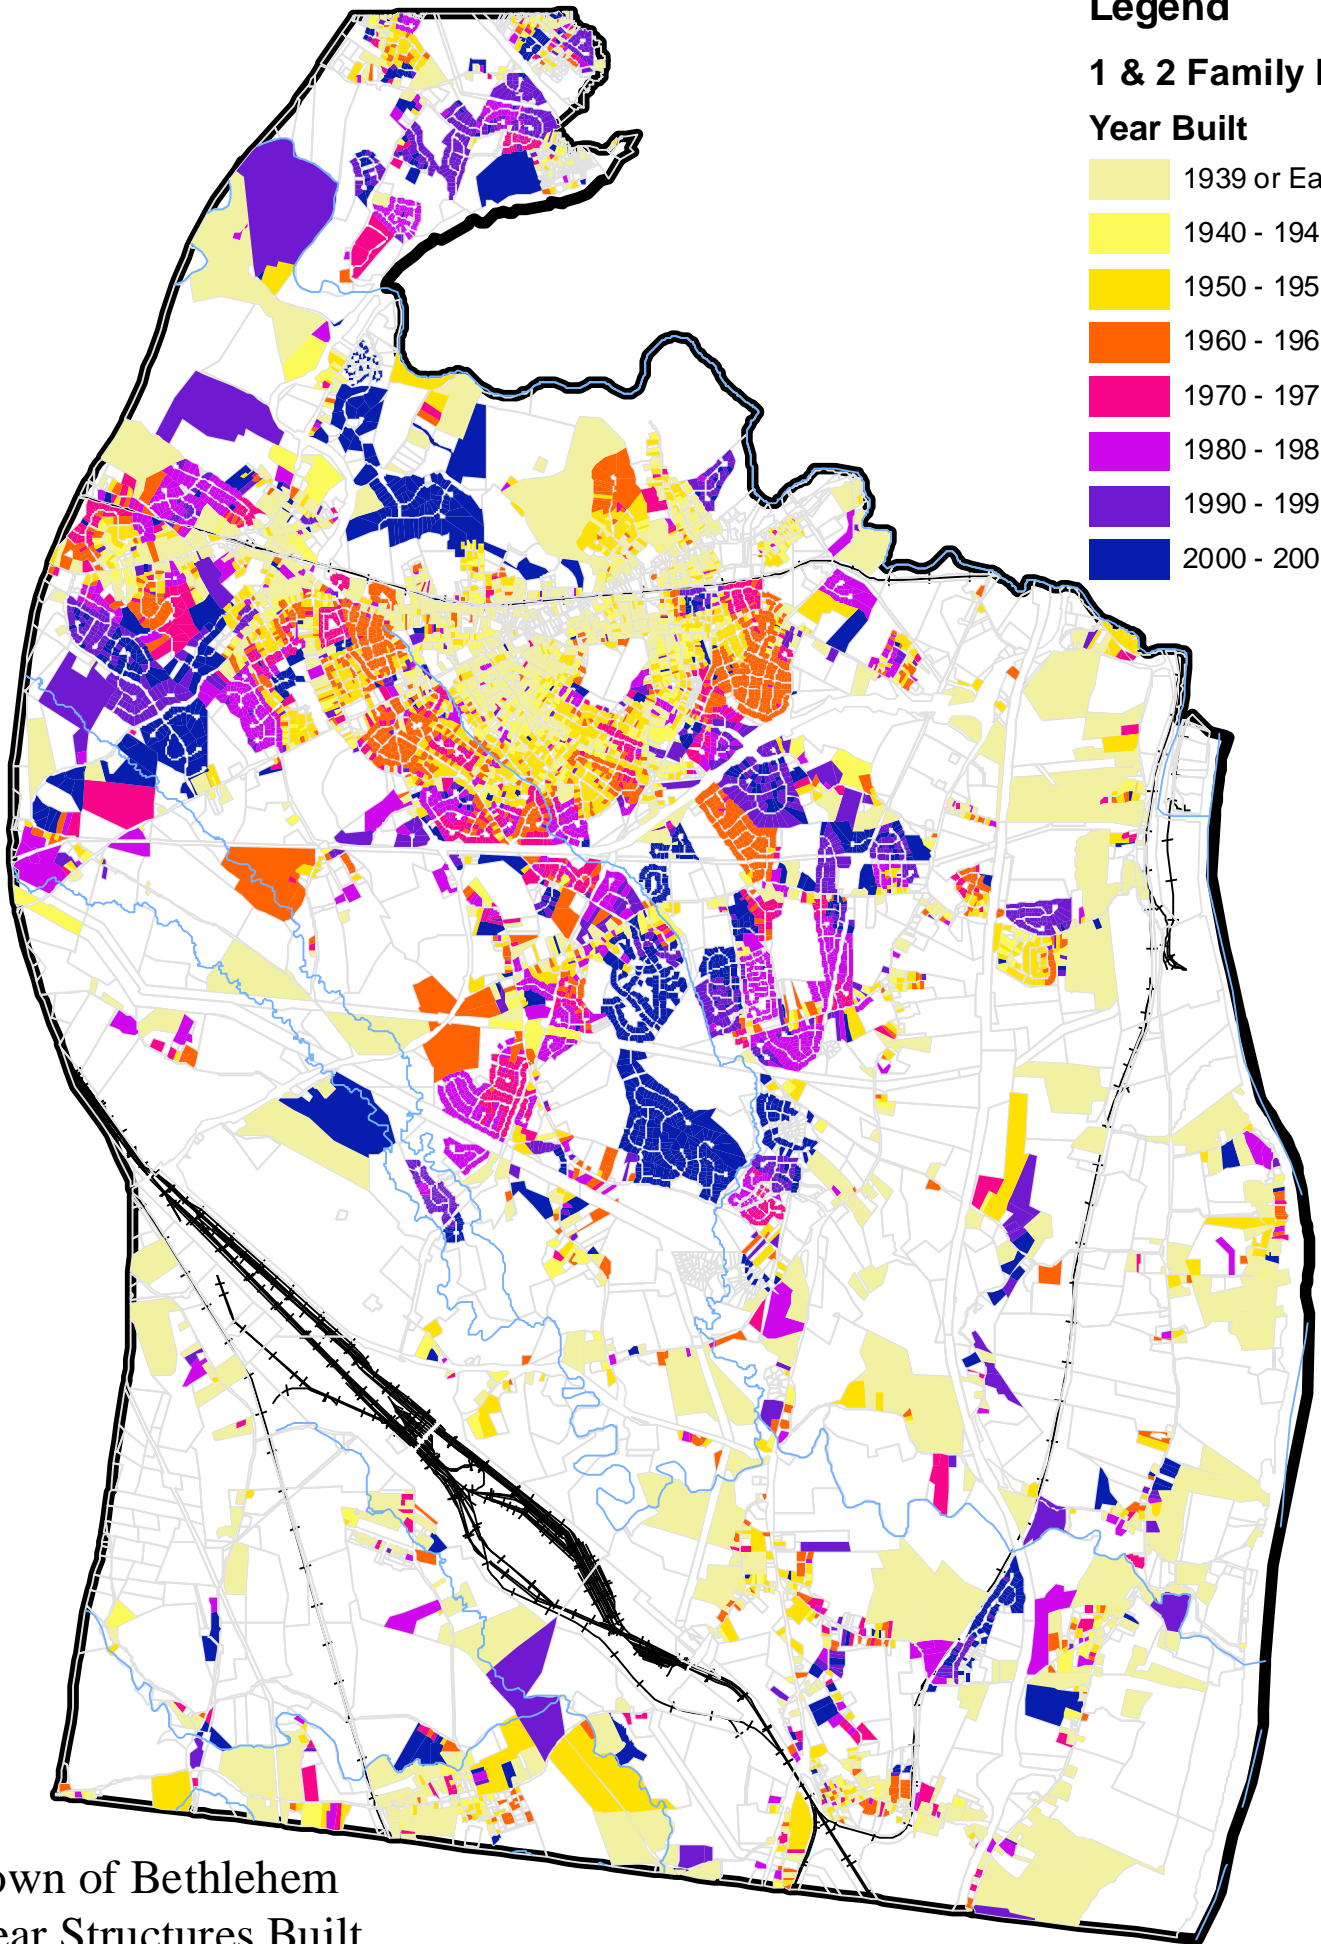 Legend
1 & 2 Family
Year Built
1939 or Ea
1940 - 194
1950 - 195
1960 - 196
1970 - 197
1980 - 198
1990 - 199
2000 - 200
own of Bethlehem
ear Structures Built